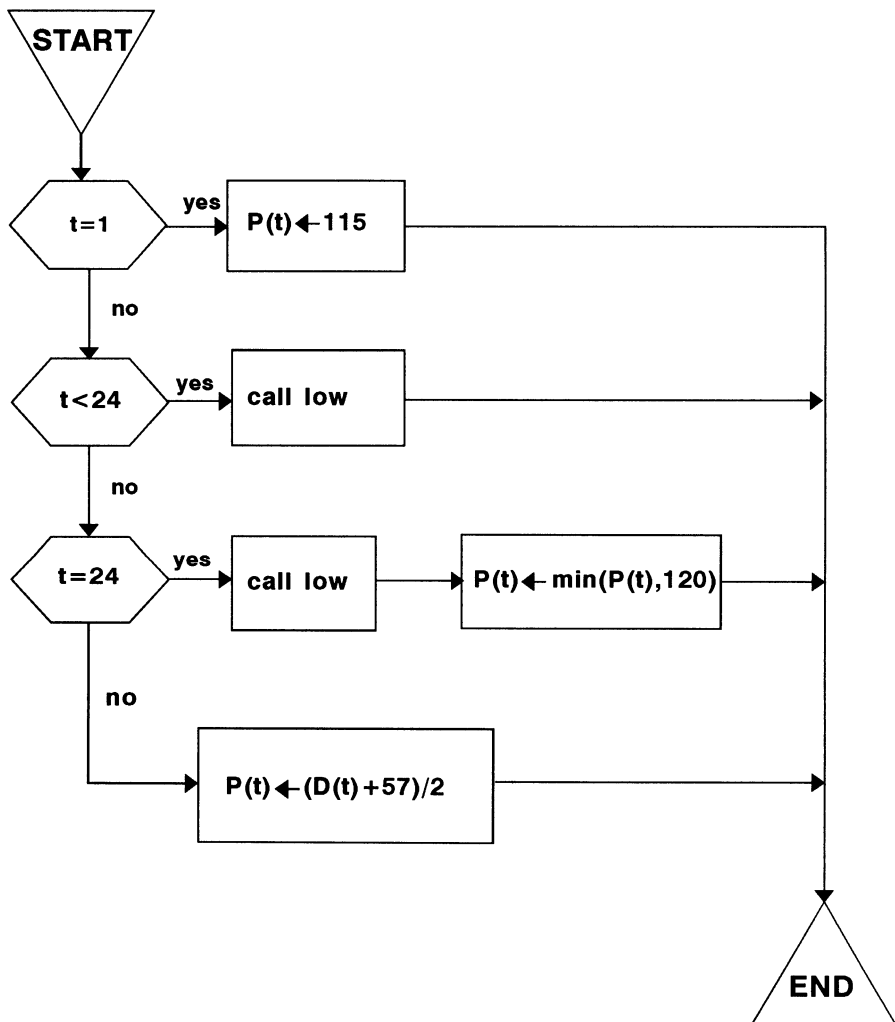 START
t=1
yes
P(t)←115
no
t<24
yes
call low
no
t=24
yes
call low
P(t)← min(P(t),120)
no
P(t)←(D(t)+57)/2
END